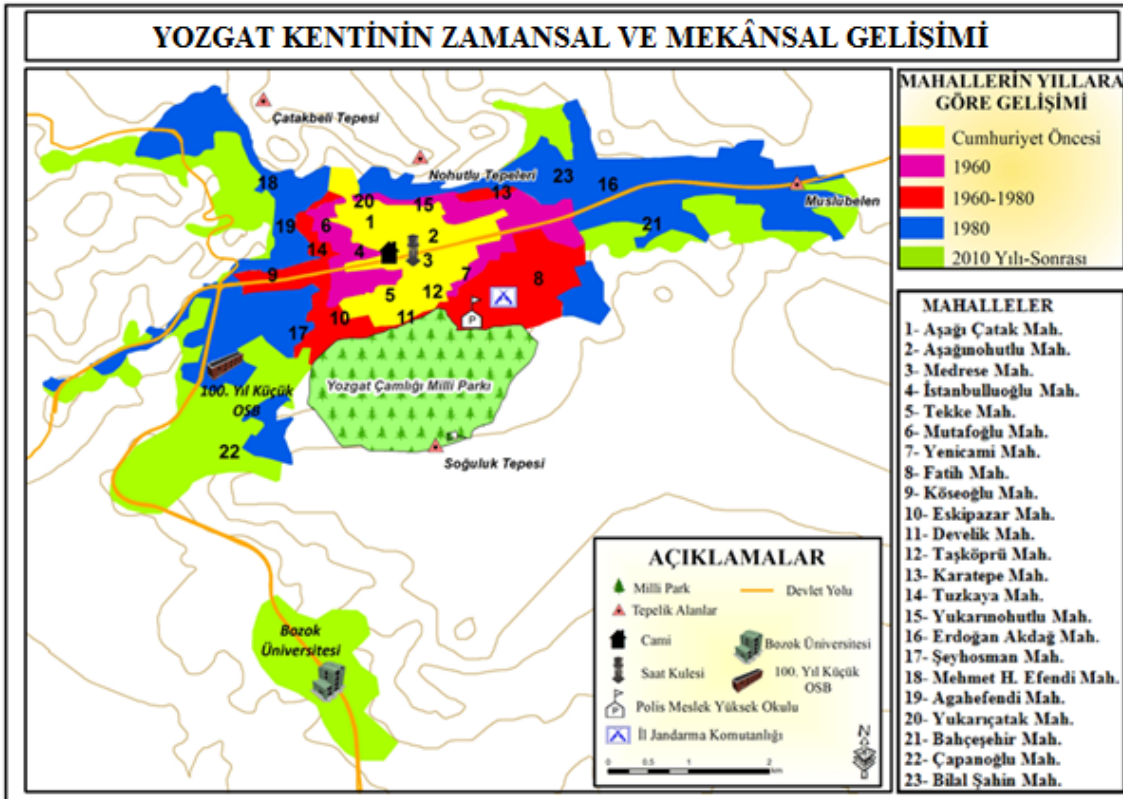 YOZGAT KENTİNİN ZAMANSAL VE MEKÂNSAL GELİŞİMİ
Çatakbeli Tepesi
Nohutlu Tepeleri
Muslubelen
18
20
13
23
16
19
6
1
15
2
21
14
4
3
9
7
8
5
12
17
10
11
100. Yıl Küçük
OSB
Yozgat Çamlığı Milli Parkı
22
Soğuluk Tepesi
Bozok
Üniversitesi
MAHALLERİN YILLARA
GÖRE GELİŞİMİ
Cumhuriyet Öncesi
1960
1960-1980
1980
2010 Yılı-Sonrası
MAHALLELER
1- Aşağı Çatak Mah.
2- Aşağınohutlu Mah.
3- Medrese Mah.
4- İstanbulluoğlu Mah.
5- Tekke Mah.
6- Mutafoğlu Mah.
7- Yenicami Mah.
8- Fatih Mah.
9- Köseoğlu Mah.
10- Eskipazar Mah.
11- Develik Mah.
12- Taşköprü Mah.
13- Karatepe Mah.
14- Tuzkaya Mah.
15- Yukarınohutlu Mah.
16- Erdoğan Akdağ Mah.
17- Şeyhosman Mah.
18- Mehmet H. Efendi Mah.
19- Agahefendi Mah.
20- Yukarıçatak Mah.
21- Bahçeşehir Mah.
22- Çapanoğlu Mah.
23- Bilal Şahin Mah.
AÇIKLAMALAR
Milli Park
Devlet Yolu
Tepelik Alanlar
Cami
Bozok Üniversitesi
Saat Kulesi
100. Yıl Küçük
OSB
P
Polis Meslek Yüksek Okulu
İl Jandarma Komutanlığı
N
0 0.5 1 2
km